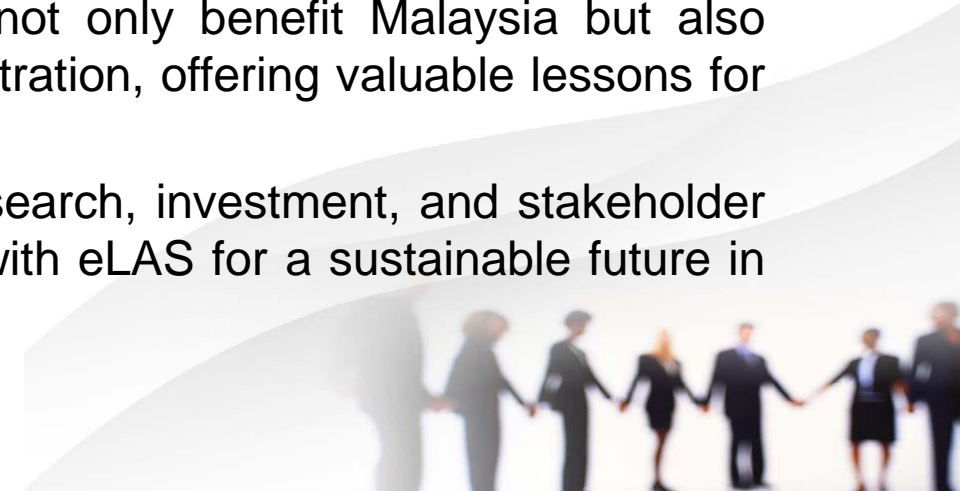 not only benefit Malaysia but also
tration, offering valuable lessons for
search, investment, and stakeholder
with eLAS for a sustainable future in